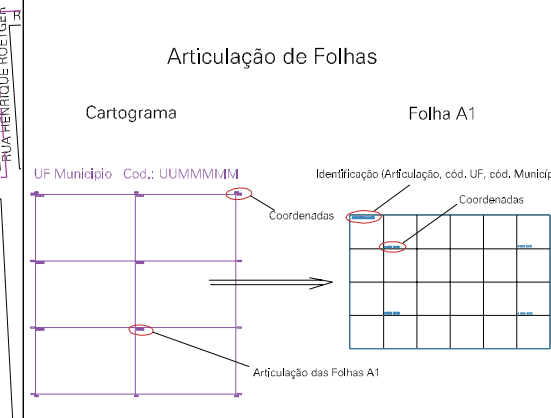 RUA HENRIQUE ROETGER
R
Articulação de Folhas
Cartograma
Folha A1
UF Municipio Cod.: UUMMMMM
Identificação (Articulação, cód. UF, cód. Municíp
Coordenadas
Coordenadas
Articulação das Folhas A1